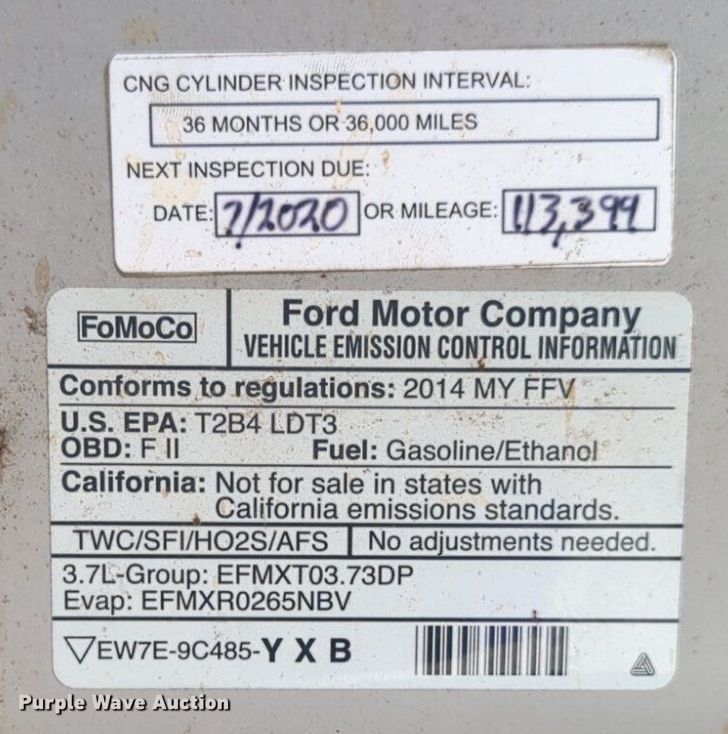 CNG CYLINDER INSPECTION INTERVAL:
36 MONTHS OR 36,000 MILES
NEXT INSPECTION DUE:
DATE: 7/2020 OR MILEAGE: 113,399
FoMoCo
Ford Motor Company
VEHICLE EMISSION CONTROL INFORMATION
Conforms to regulations: 2014 MY FFV
U.S. EPA: T2B4 LDT3
OBD: F II Fuel: Gasoline/Ethanol
California: Not for sale in states with
California emissions standards.
TWC/SFI/HO2S/AFS No adjustments needed.
3.7L-Group: EFMXT03.73DP
Evap: EFMXR0265NBV
EW7E-9C485-Y X B
Purple Wave Auction